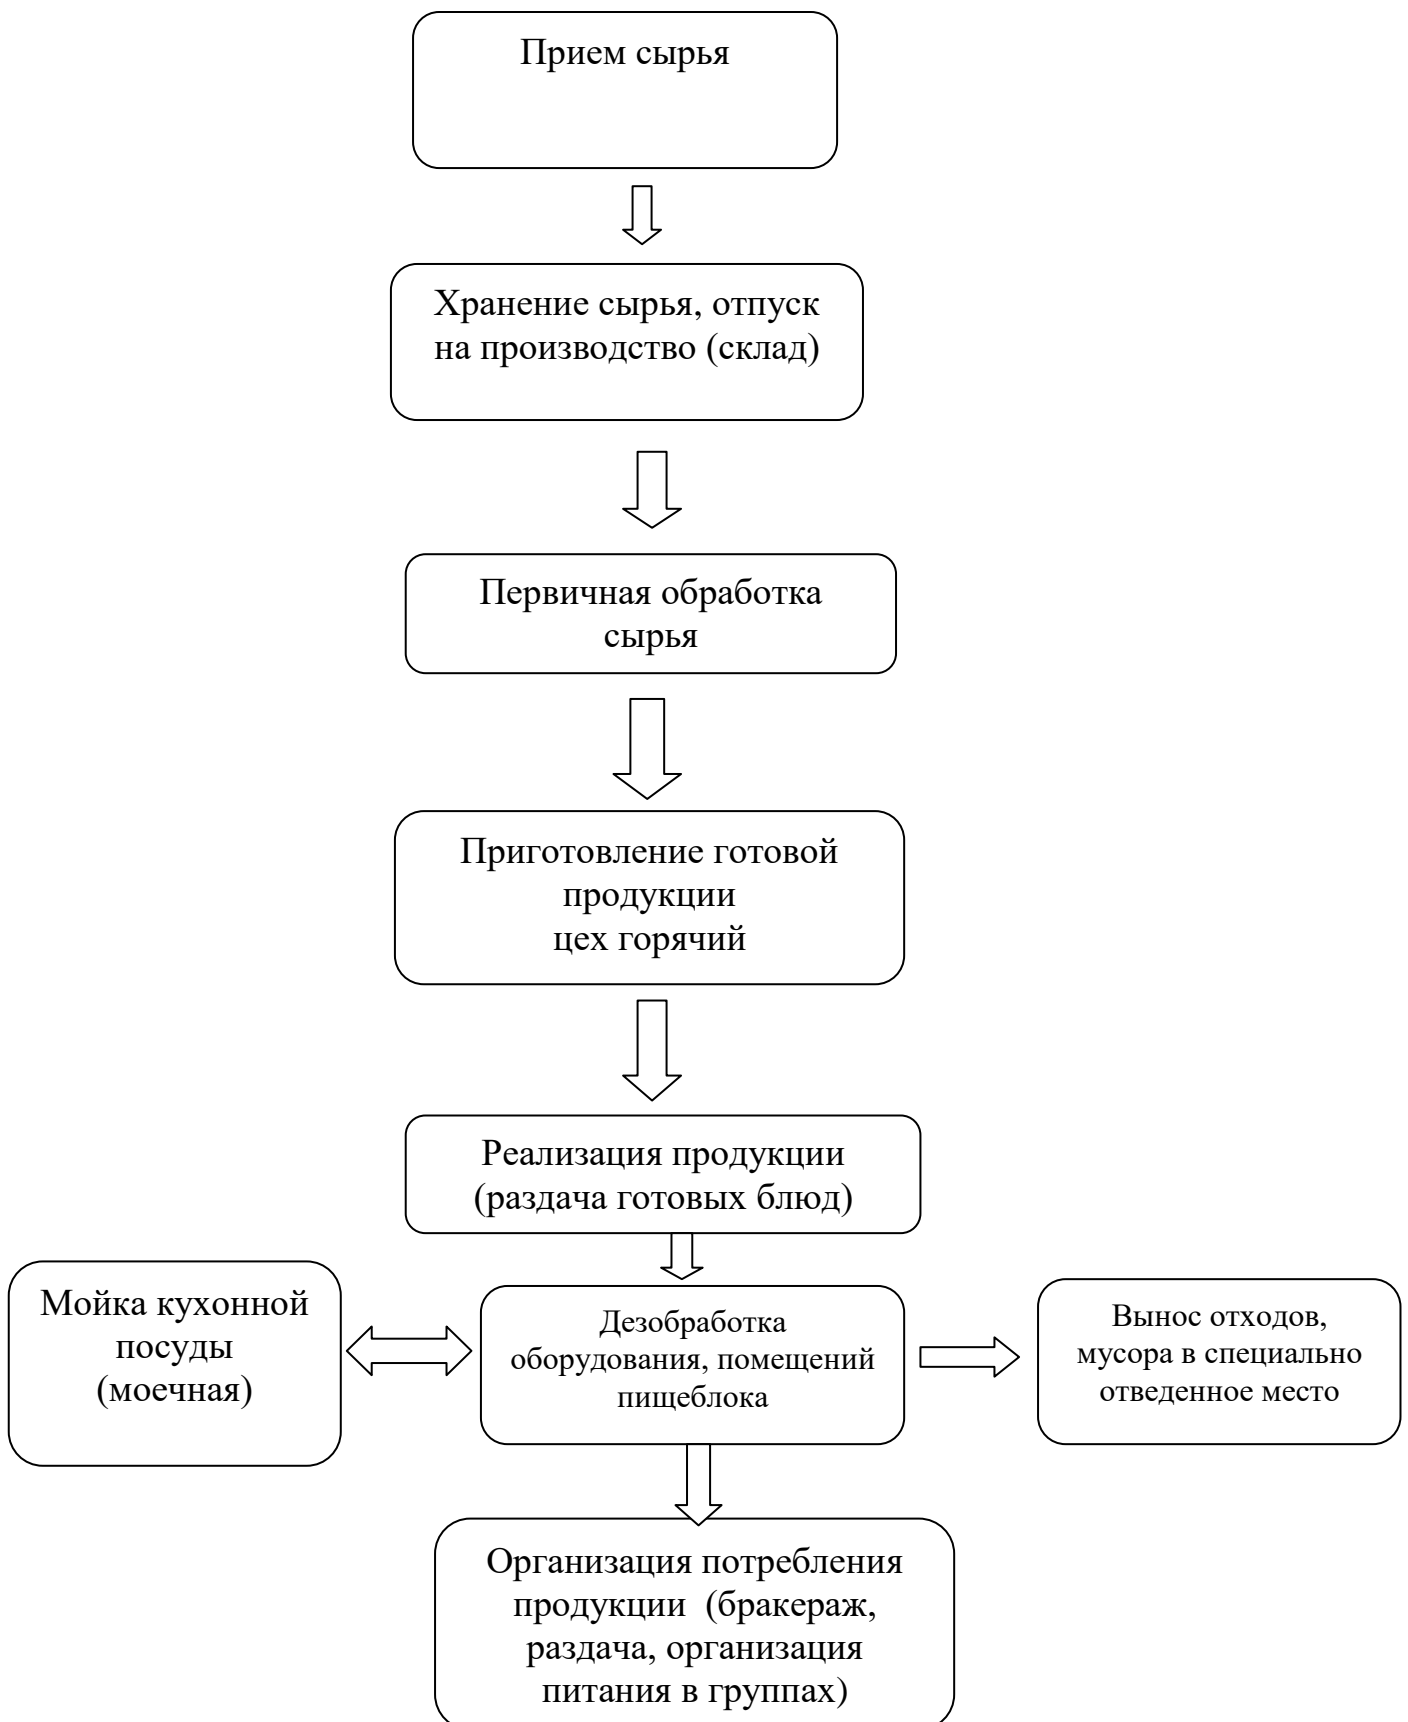 Прием сырья
Хранение сырья, отпуск
на производство (склад)
Первичная обработка
сырья
Приготовление готовой
продукции
цех горячий
Реализация продукции
(раздача готовых блюд)
Мойка кухонной
посуды
(моечная)
Дезобработка
оборудования, помещений
пищеблока
Вынос отходов,
мусора в специально
отведенное место
Организация потребления
продукции  (бракераж,
раздача, организация
питания в группах)